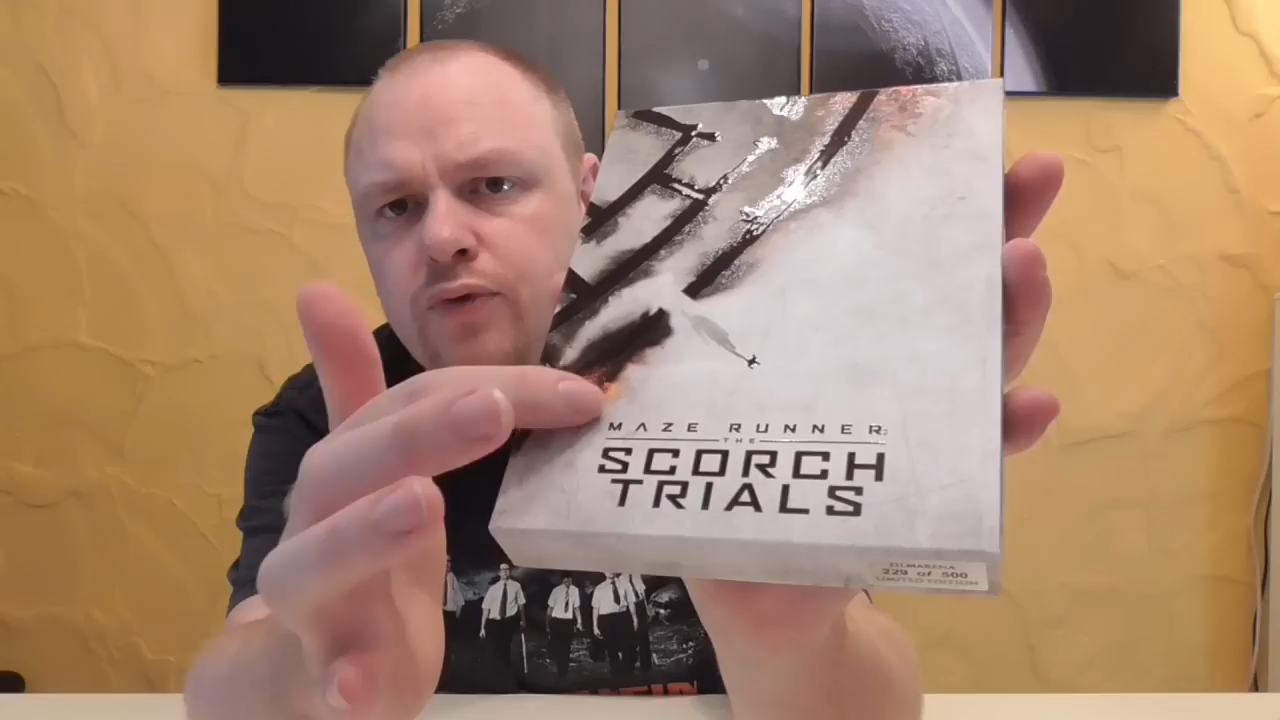 MAZE RUNNER:
THE
SCORCH
TRIALS
FILMARENA
229 of 500
LIMITED EDITION